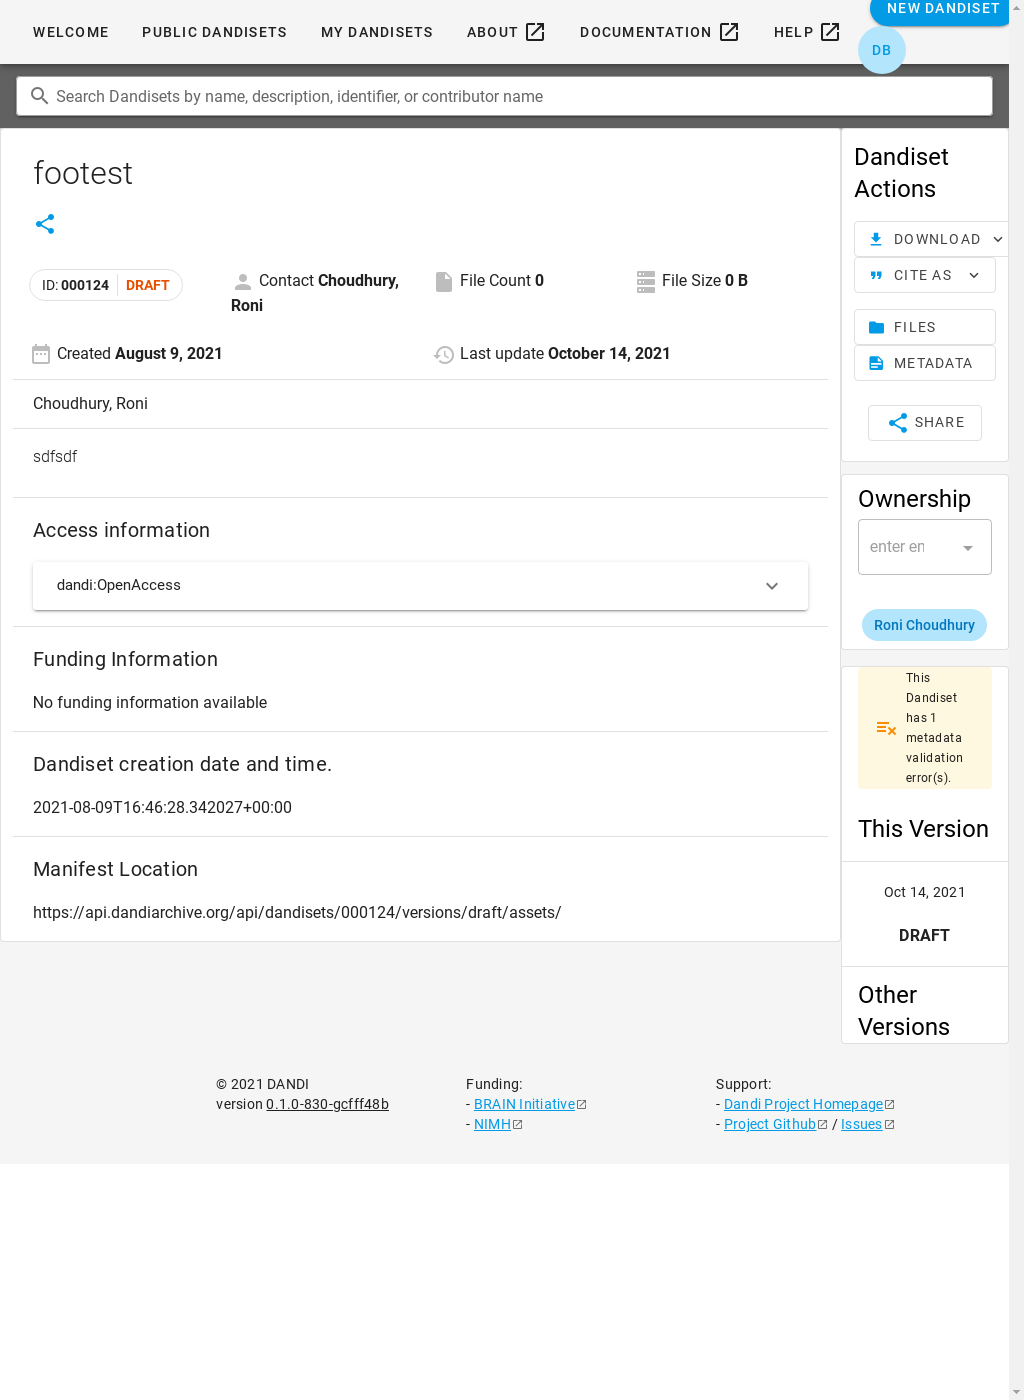 WELCOME PUBLIC DANDISETS MY DANDISETS ABOUT DOCUMENTATION HELP NEW DANDISET
DB
Search Dandisets by name, description, identifier, or contributor name
footest
ID: 000124 DRAFT
Contact Choudhury,
Roni
File Count 0
File Size 0 B
Created August 9, 2021
Last update October 14, 2021
Choudhury, Roni
sdfsdf
Access information
dandi:OpenAccess
Funding Information
No funding information available
Dandiset creation date and time.
2021-08-09T16:46:28.342027+00:00
Manifest Location
https://api.dandiarchive.org/api/dandisets/000124/versions/draft/assets/
Dandiset
Actions
DOWNLOAD
CITE AS
FILES
METADATA
SHARE
Ownership
enter en
Roni Choudhury
This
Dandiset
has 1
metadata
validation
error(s).
This Version
Oct 14, 2021
DRAFT
Other
Versions
© 2021 DANDI
version 0.1.0-830-gcfff48b
Funding:
- BRAIN Initiative
- NIMH
Support:
- Dandi Project Homepage
- Project Github / Issues